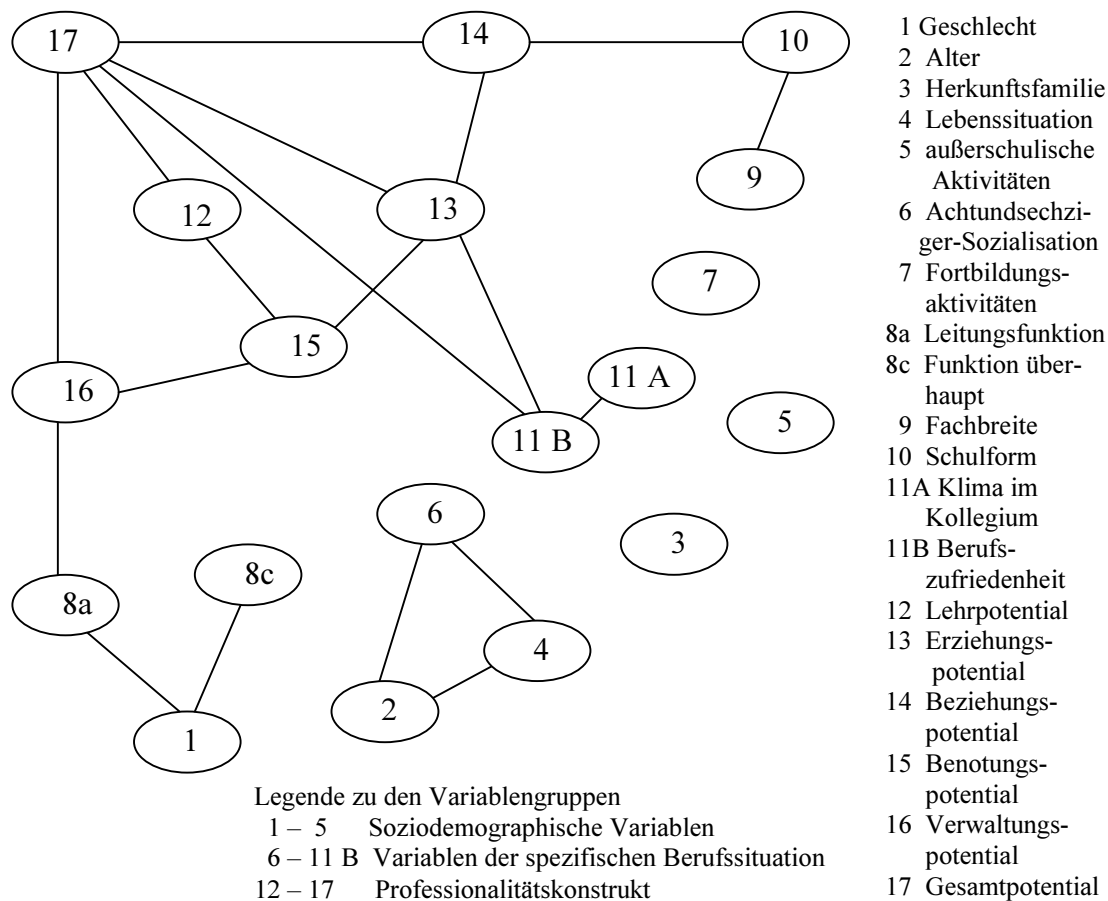 17
14
10
9
12
13
7
15
16
11 A
5
11 B
6
3
8c
8a
4
2
1
1 Geschlecht
2 Alter
3 Herkunftsfamilie
4 Lebenssituation
5 außerschulische
Aktivitäten
6 Achtundsechzi-
ger-Sozialisation
7 Fortbildungs-
aktivitäten
8a Leitungsfunktion
8c Funktion über-
haupt
9 Fachbreite
10 Schulform
11A Klima im
Kollegium
11B Berufs-
zufriedenheit
12 Lehrpotential
13 Erziehungs-
potential
14 Beziehungs-
potential
15 Benotungs-
potential
16 Verwaltungs-
potential
17 Gesamtpotential
Legende zu den Variablengruppen
1 – 5 Soziodemographische Variablen
6 – 11 B Variablen der spezifischen Berufssituation
12 – 17 Professionalitätskonstrukt